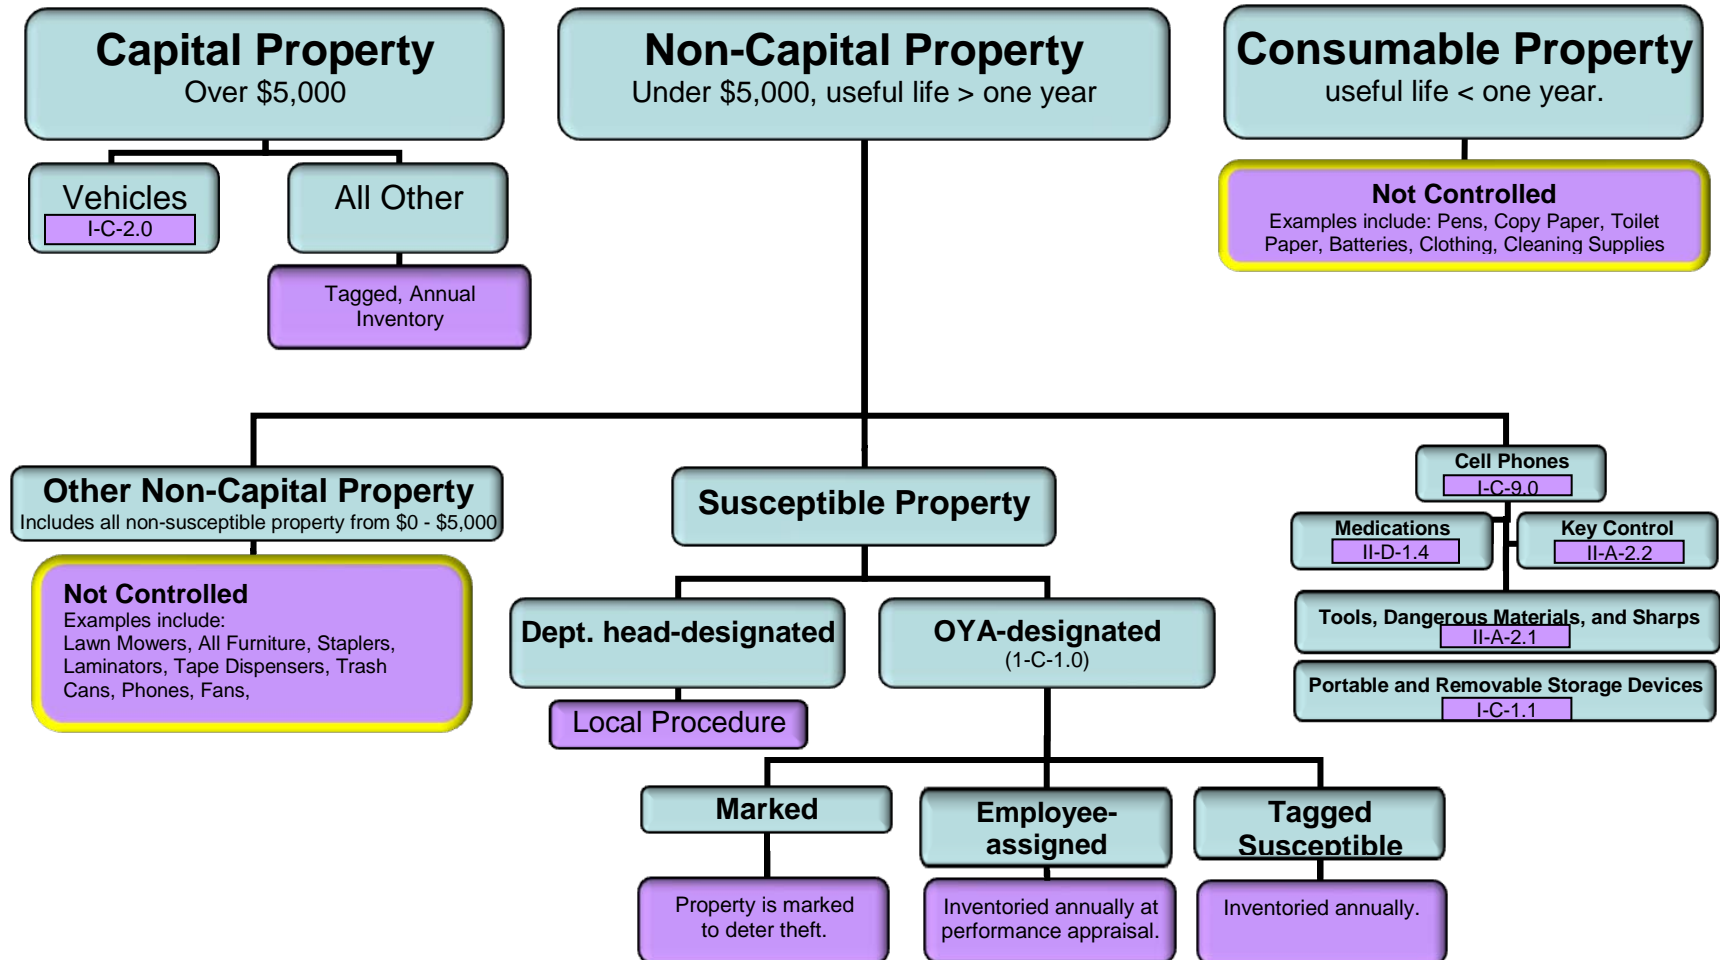 Capital Property
Over $5,000
Non-Capital Property
Under $5,000, useful life > one year
Consumable Property
useful life < one year.
Vehicles
I-C-2.0
All Other
Tagged, Annual
Inventory
Not Controlled
Examples include: Pens, Copy Paper, Toilet
Paper, Batteries, Clothing, Cleaning Supplies
Other Non-Capital Property
Includes all non-susceptible property from $0 - $5,000
Not Controlled
Examples include:
Lawn Mowers, All Furniture, Staplers,
Laminators, Tape Dispensers, Trash
Cans, Phones, Fans,
Susceptible Property
Dept. head-designated
Local Procedure
OYA-designated
(1-C-1.0)
Marked
Property is marked
to deter theft.
Employee-
assigned
Inventoried annually at
performance appraisal.
Tagged
Susceptible
Inventoried annually.
Cell Phones
I-C-9.0
Medications
II-D-1.4
Key Control
II-A-2.2
Tools, Dangerous Materials, and Sharps
II-A-2.1
Portable and Removable Storage Devices
I-C-1.1